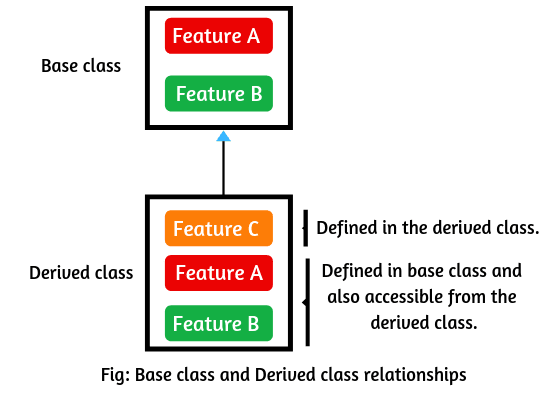 Feature A
Base class
Feature B
Feature C
Defined in the derived class.
Derived class
Feature A
Defined in base class and
also accessible from the
derived class.
Feature B
Fig: Base class and Derived class relationships